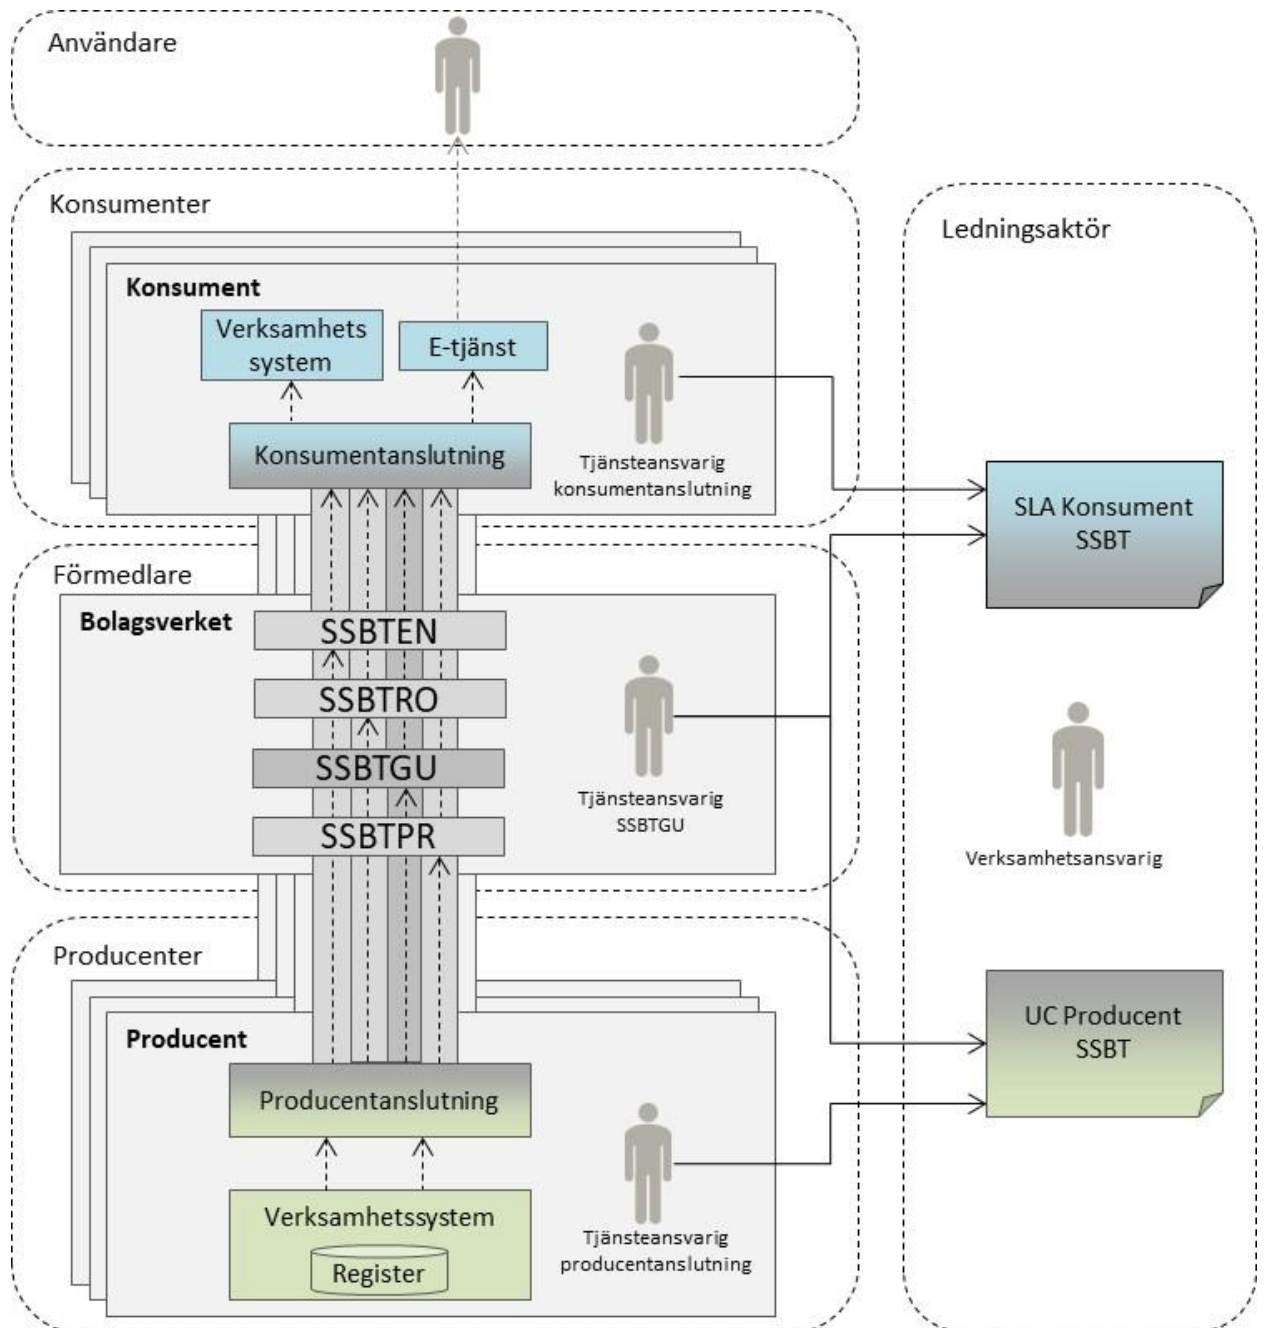 Användare
Konsumenter
Konsument
Verksamhets
system
E-tjänst
Konsumentanslutning
Tjänsteansvarig
konsumentanslutning
Ledningsaktör
SLA Konsument
SSBT
Förmedlare
Bolagsverket
SSBTEN
SSBTRO
SSBTGU
SSBTPR
Tjänsteansvarig
SSBTGU
Verksamhetsansvarig
Producenter
Producent
Producentanslutning
Verksamhetssystem
Register
Tjänsteansvarig
producentanslutning
UC Producent
SSBT